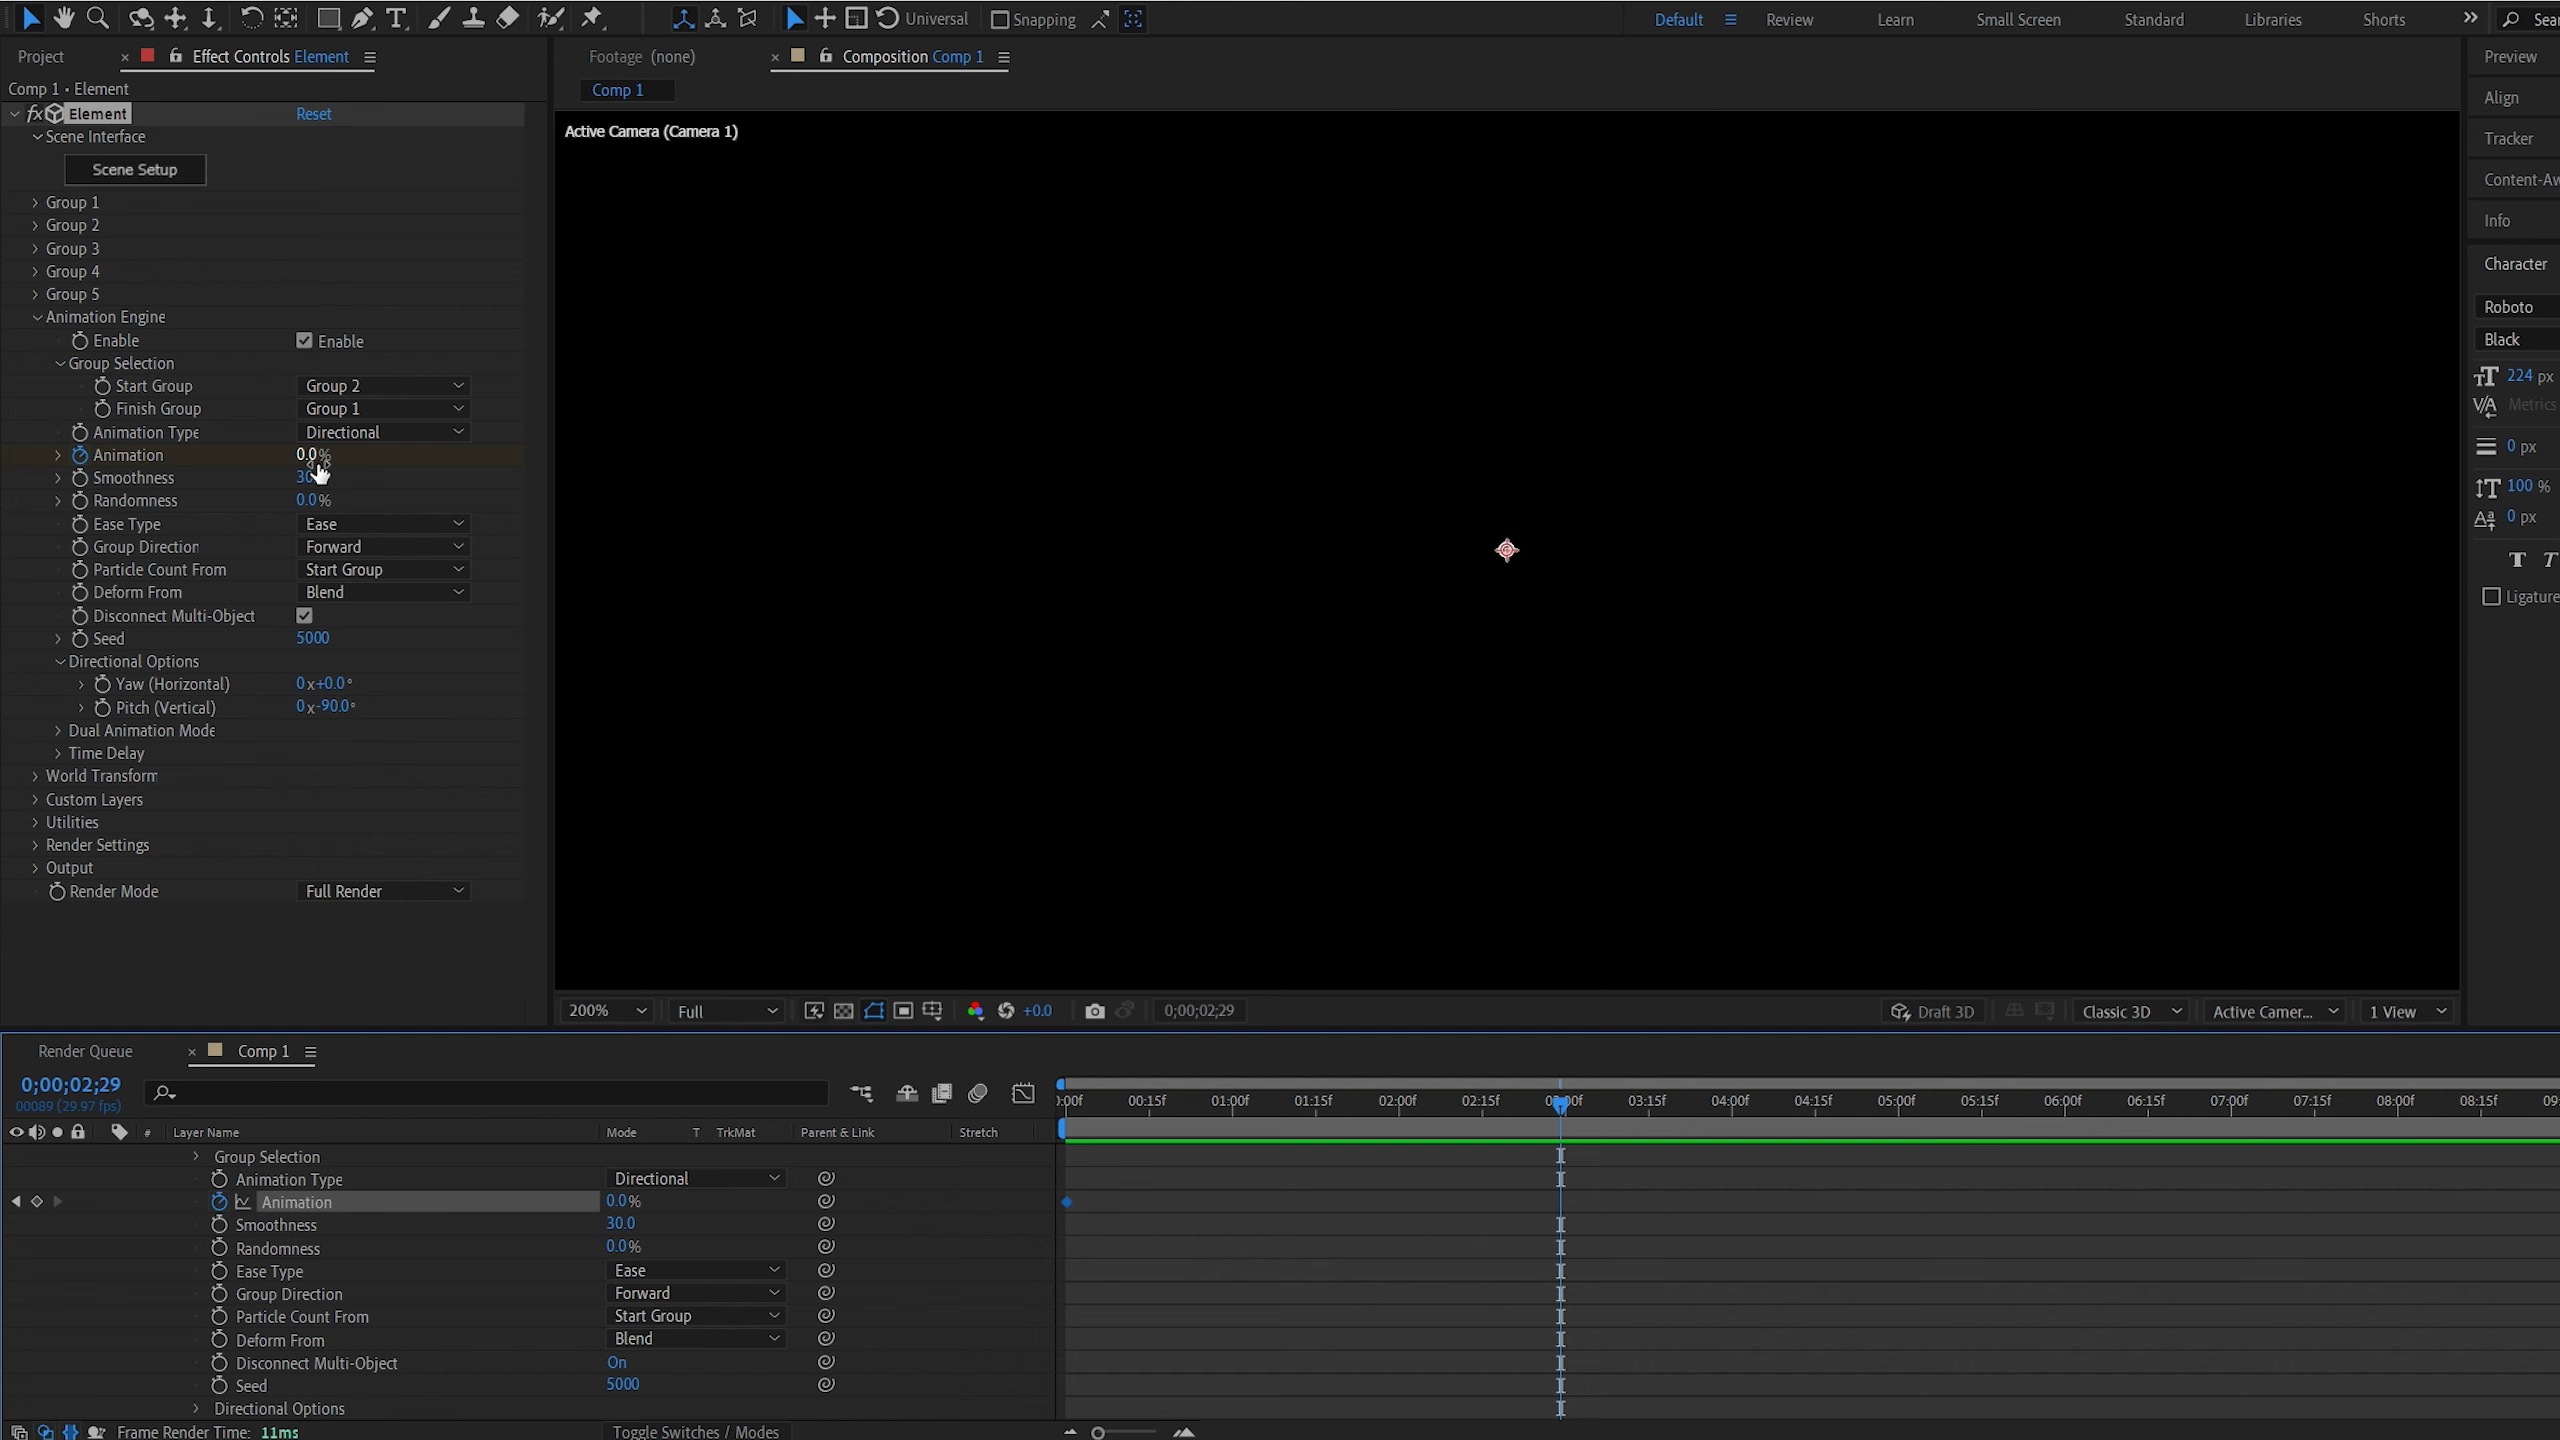 Universal Snapping Default Review Learn Small Screen Standard Libraries Shorts
Project Effect Controls Element Footage (none) Composition Comp 1 Preview
Comp 1 • Element
Comp 1
Align
fx Element Reset
Active Camera (Camera 1)
Scene Interface
Tracker
Scene Setup
Content-Aw
Group 1
Group 2
Info
Group 3
Group 4
Character
Group 5
Roboto
Animation Engine
Enable Enable
Black
Group Selection
Start Group Group 2
224 px
Finish Group Group 1
Metrics
Animation Type Directional
Animation 0.0%
0 px
Smoothness 30
Randomness 0.0%
100 %
Ease Type Ease
0 px
Group Direction Forward
T T
Particle Count From Start Group
Deform From Blend
Ligature
Disconnect Multi-Object
Seed 5000
Directional Options
Yaw (Horizontal) 0x+0.0°
Pitch (Vertical) 0x-90.0°
Dual Animation Mode
Time Delay
World Transform
Custom Layers
Utilities
Render Settings
Output
Render Mode Full Render
200% Full +0.0 0;00;02;29 Draft 3D Classic 3D Active Camer... 1 View
Render Queue Comp 1
0;00;02;29
00089 (29.97 fps)
00f 00:15f 01:00f 01:15f 02:00f 02:15f 03:15f 04:00f 04:15f 05:00f 05:15f 06:00f 06:15f 07:00f 07:15f 08:00f 08:15f 09:
# Layer Name Mode T TrkMat Parent & Link Stretch
Group Selection
Animation Type Directional
Animation 0.0%
Smoothness 30.0
Randomness 0.0%
Ease Type Ease
Group Direction Forward
Particle Count From Start Group
Deform From Blend
Disconnect Multi-Object On
Seed 5000
Directional Options
Frame Render Time: 11ms Toggle Switches / Modes